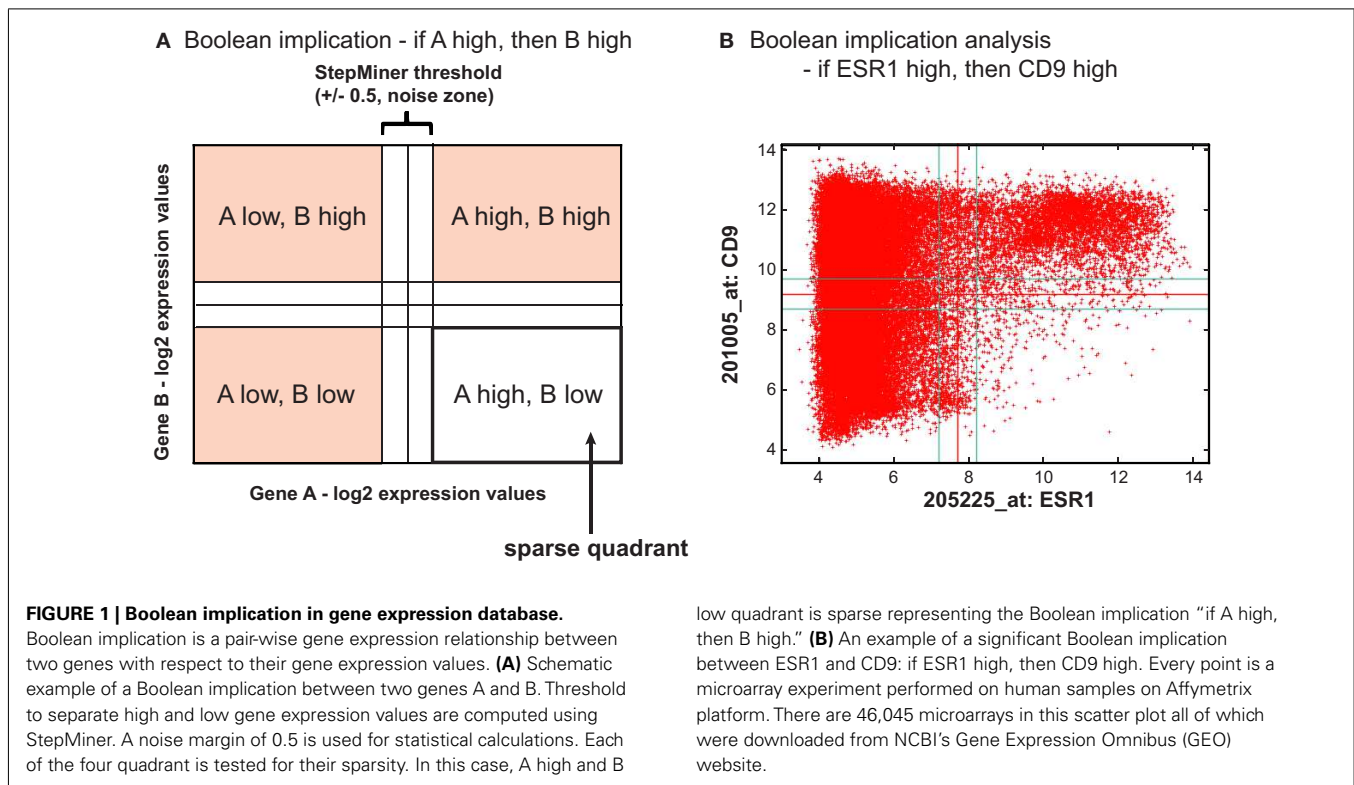 A Boolean implication - if A high, then B high
StepMiner threshold
(+/- 0.5, noise zone)
Gene B - log2 expression values
A low, B high
A high, B high
A low, B low
A high, B low
Gene A - log2 expression values
sparse quadrant
B Boolean implication analysis
- if ESR1 high, then CD9 high
201005_at: CD9
14
12
10
8
6
4
4 6 8 10 12 14
205225_at: ESR1
FIGURE 1 | Boolean implication in gene expression database.
Boolean implication is a pair-wise gene expression relationship between
two genes with respect to their gene expression values. (A) Schematic
example of a Boolean implication between two genes A and B. Threshold
to separate high and low gene expression values are computed using
StepMiner. A noise margin of 0.5 is used for statistical calculations. Each
of the four quadrant is tested for their sparsity. In this case, A high and B
low quadrant is sparse representing the Boolean implication “if A high,
then B high.” (B) An example of a significant Boolean implication
between ESR1 and CD9: if ESR1 high, then CD9 high. Every point is a
microarray experiment performed on human samples on Affymetrix
platform. There are 46,045 microarrays in this scatter plot all of which
were downloaded from NCBI’s Gene Expression Omnibus (GEO)
website.